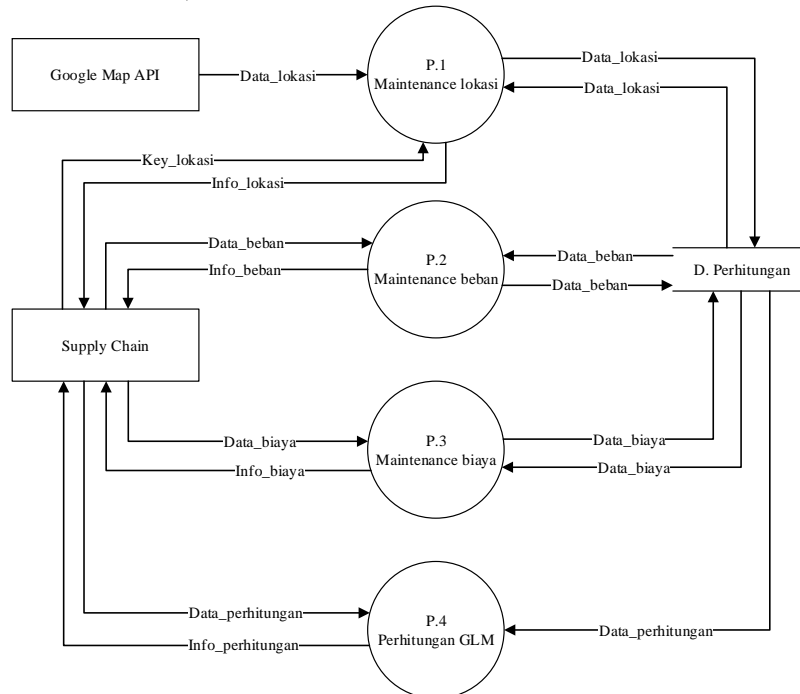 P.1
Maintenance lokasi
Google Map API
Data_lokasi
Data_lokasi
Data_lokasi
Key_lokasi
Info_lokasi
P.2
Maintenance beban
Data_beban
Info_beban
Data_beban
Data_beban
D. Perhitungan
Supply Chain
P.3
Maintenance biaya
Data_biaya
Info_biaya
Data_biaya
Data_biaya
P.4
Perhitungan GLM
Data_perhitungan
Info_perhitungan
Data_perhitungan